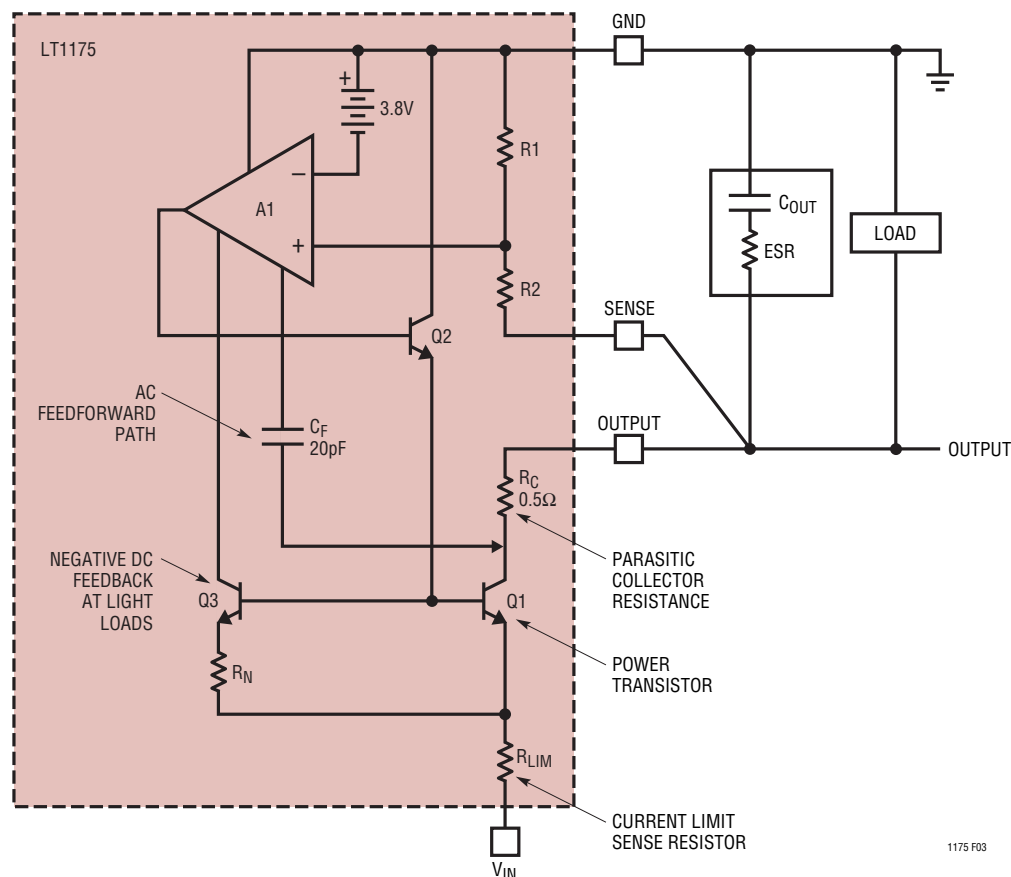 GND
LT1175
+
3.8V
R1
−
A1
COUT
+
LOAD
ESR
R2
SENSE
Q2
AC
FEEDFORWARD
PATH
CF
20pF
OUTPUT
OUTPUT
RC
0.5Ω
NEGATIVE DC
FEEDBACK
AT LIGHT
LOADS
PARASITIC
COLLECTOR
RESISTANCE
Q3
Q1
RN
POWER
TRANSISTOR
RLIM
CURRENT LIMIT
SENSE RESISTOR
1175 F03
VIN